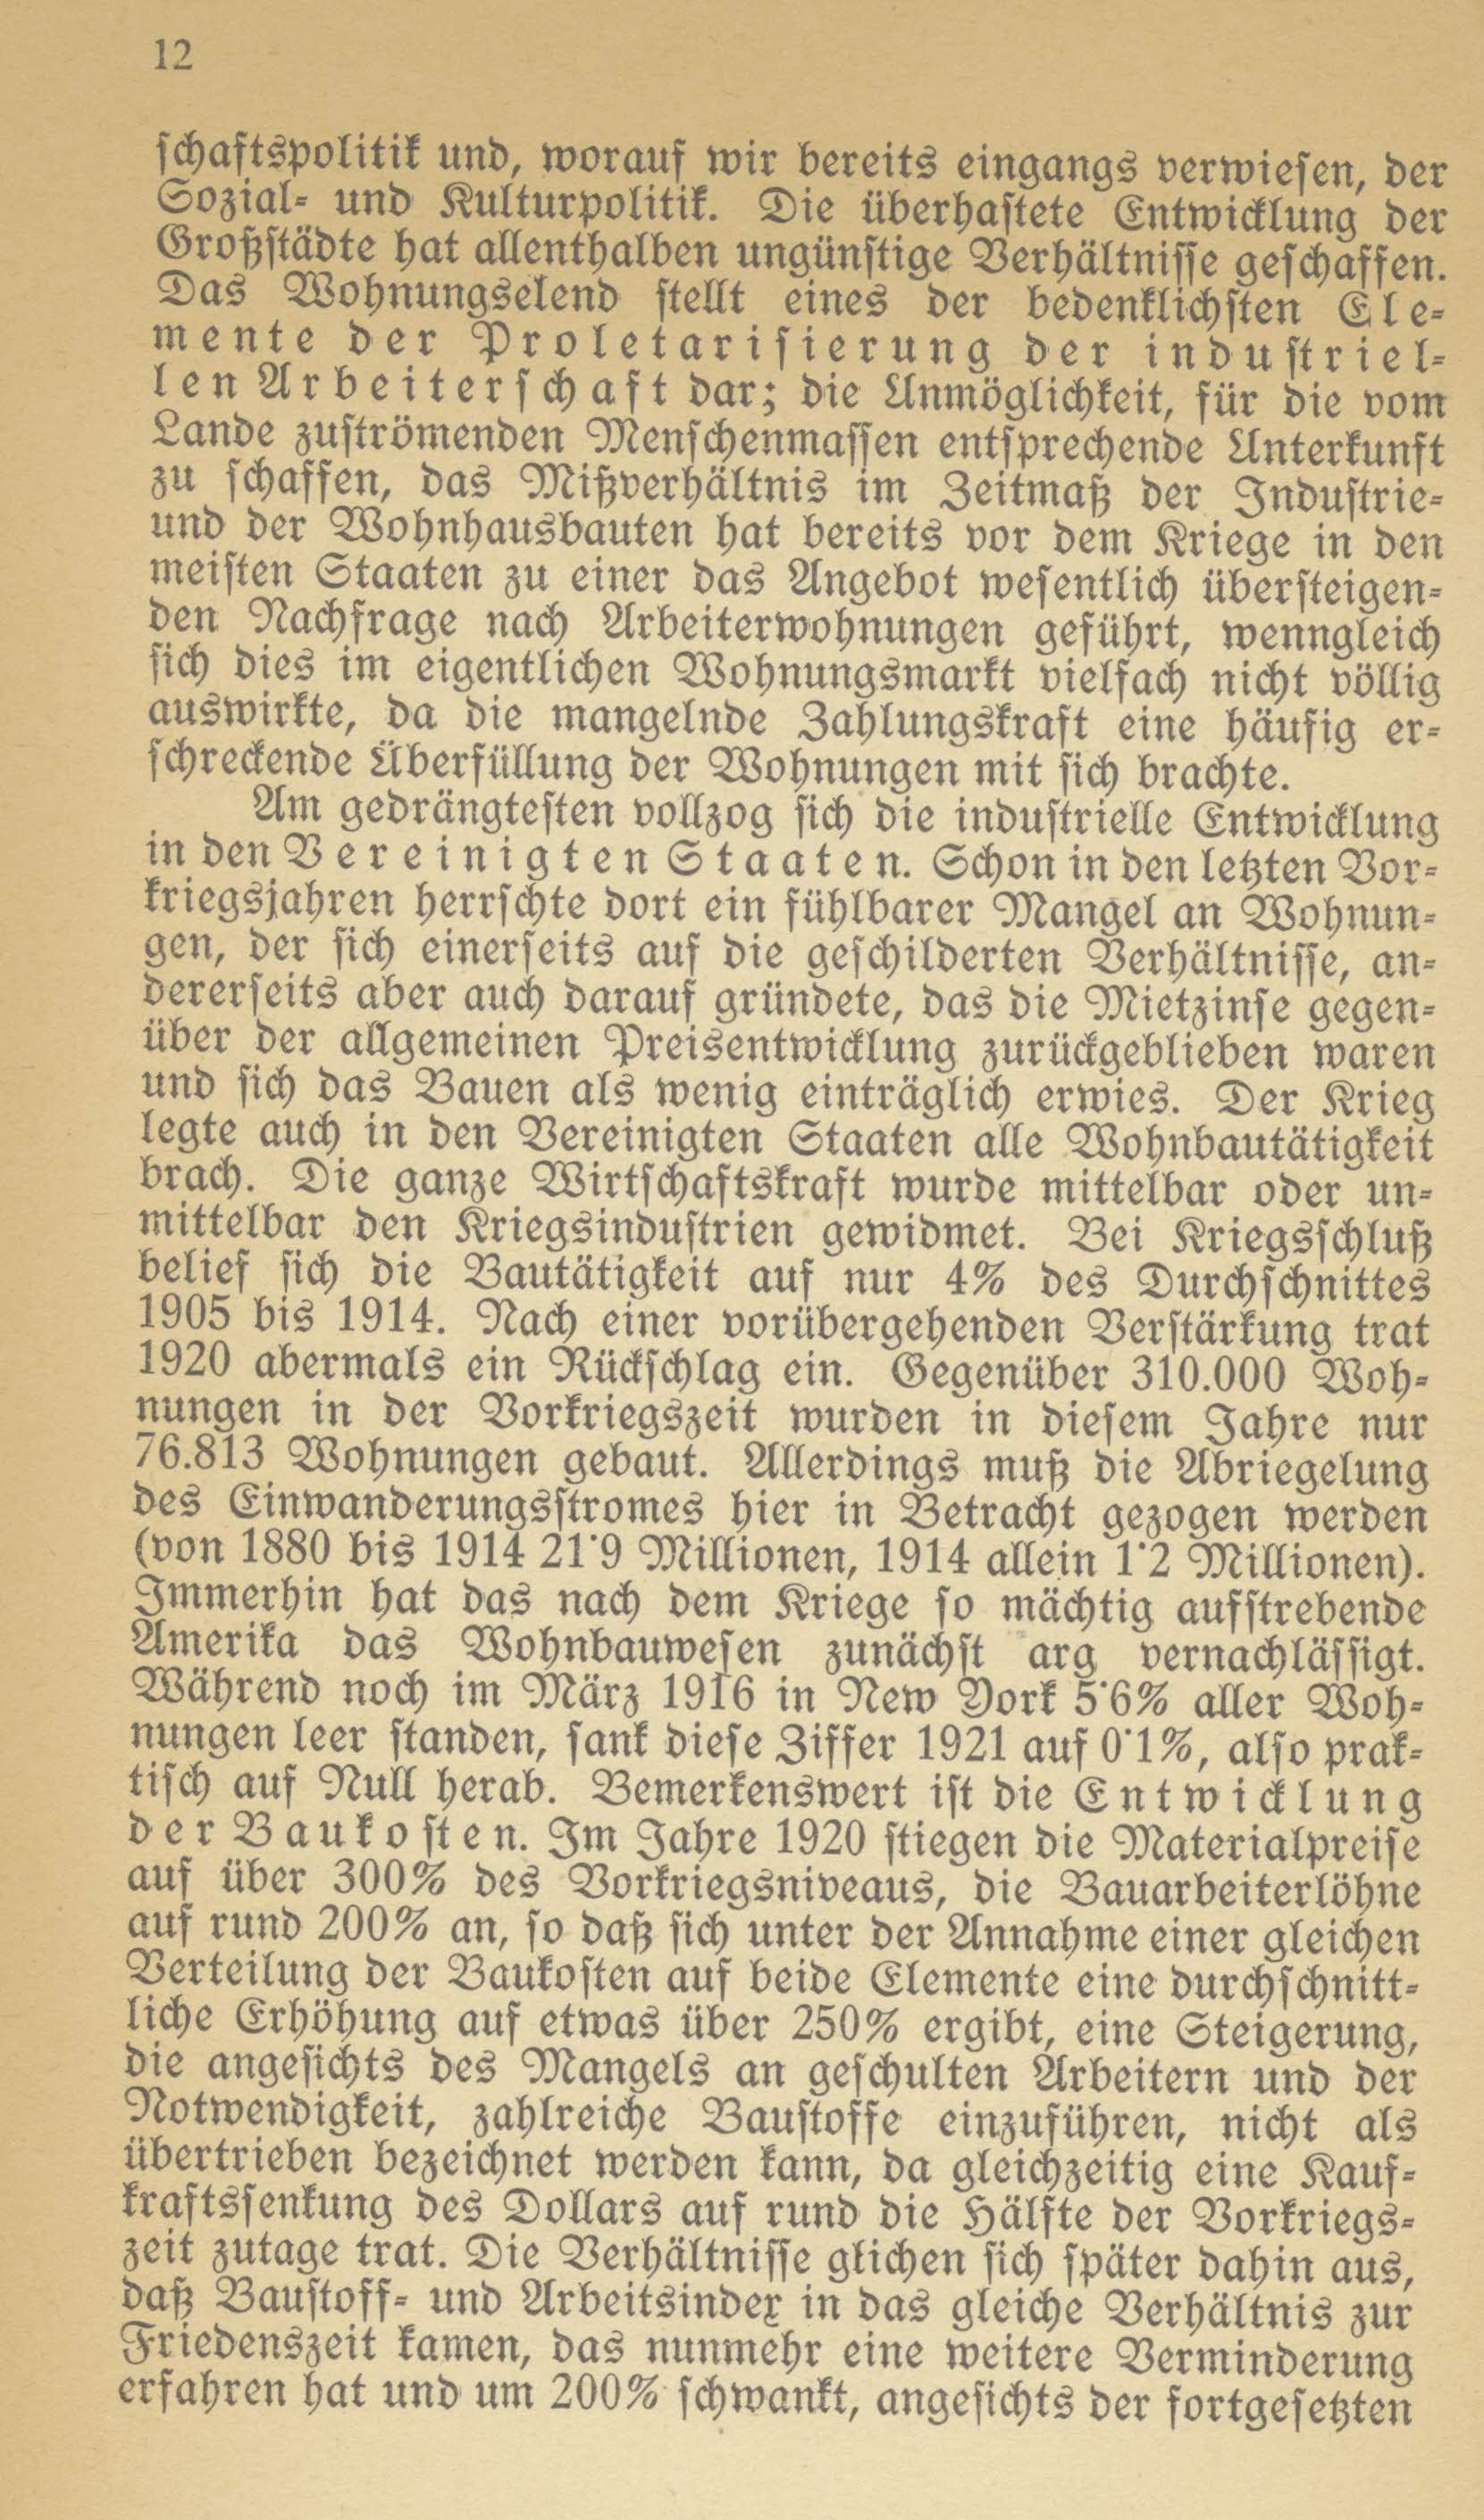 12
schaftspolitik und, worauf wir bereits eingangs verwiesen, der
Sozial- und Kulturpolitik. Die überhastete Entwicklung der
Großstädte hat allenthalben ungünstige Verhältnisse geschaffen.
Das Wohnungselend stellt eines der bedenklichsten Ele-
mente der Proletarisierung der industriel-
len Arbeiterschaft dar; die Unmöglichkeit, für die vom
Lande zuströmenden Menschenmassen entsprechende Unterkunft
zu schaffen, das Mißverhältnis im Zeitmaß der Industrie-
und der Wohnhausbauten hat bereits vor dem Kriege in den
meisten Staaten zu einer das Angebot wesentlich übersteigen-
den Nachfrage nach Arbeiterwohnungen geführt, wenngleich
sich dies im eigentlichen Wohnungsmarkt vielfach nicht völlig
auswirkte, da die mangelnde Zahlungskraft eine häufig er-
schreckende Überfüllung der Wohnungen mit sich brachte.
Am gedrängtesten vollzog sich die industrielle Entwicklung
in den Vereinigten Staaten. Schon in den letzten Vor-
kriegsjahren herrschte dort ein fühlbarer Mangel an Wohnun-
gen, der sich einerseits auf die geschilderten Verhältnisse, an-
dererseits aber auch darauf gründete, das die Mietzinse gegen-
über der allgemeinen Preisentwicklung zurückgeblieben waren
und sich das Bauen als wenig einträglich erwies. Der Krieg
legte auch in den Vereinigten Staaten alle Wohnbautätigkeit
brach. Die ganze Wirtschaftskraft wurde mittelbar oder un-
mittelbar den Kriegsindustrien gewidmet. Bei Kriegsschluß
belief sich die Bautätigkeit auf nur 4% des Durchschnittes
1905 bis 1914. Nach einer vorübergehenden Verstärkung trat
1920 abermals ein Rückschlag ein. Gegenüber 310.000 Woh-
nungen in der Vorkriegszeit wurden in diesem Jahre nur
76.813 Wohnungen gebaut. Allerdings muß die Abriegelung
des Einwanderungsstromes hier in Betracht gezogen werden
(von 1880 bis 1914 21·9 Millionen, 1914 allein 1·2 Millionen).
Immerhin hat das nach dem Kriege so mächtig aufstrebende
Amerika das Wohnbauwesen zunächst arg vernachlässigt.
Während noch im März 1916 in New York 5·6% aller Woh-
nungen leer standen, sank diese Ziffer 1921 auf 0·1%, also prak-
tisch auf Null herab. Bemerkenswert ist die Entwicklung
der Baukosten. Im Jahre 1920 stiegen die Materialpreise
auf über 300% des Vorkriegsniveaus, die Bauarbeiterlöhne
auf rund 200% an, so daß sich unter der Annahme einer gleichen
Verteilung der Baukosten auf beide Elemente eine durchschnitt-
liche Erhöhung auf etwas über 250% ergibt, eine Steigerung,
die angesichts des Mangels an geschulten Arbeitern und der
Notwendigkeit, zahlreiche Baustoffe einzuführen, nicht als
übertrieben bezeichnet werden kann, da gleichzeitig eine Kauf-
kraftssenkung des Dollars auf rund die Hälfte der Vorkriegs-
zeit zutage trat. Die Verhältnisse glichen sich später dahin aus,
daß Baustoff- und Arbeitsindex in das gleiche Verhältnis zur
Friedenszeit kamen, das nunmehr eine weitere Verminderung
erfahren hat und um 200% schwankt, angesichts der fortgesetzten